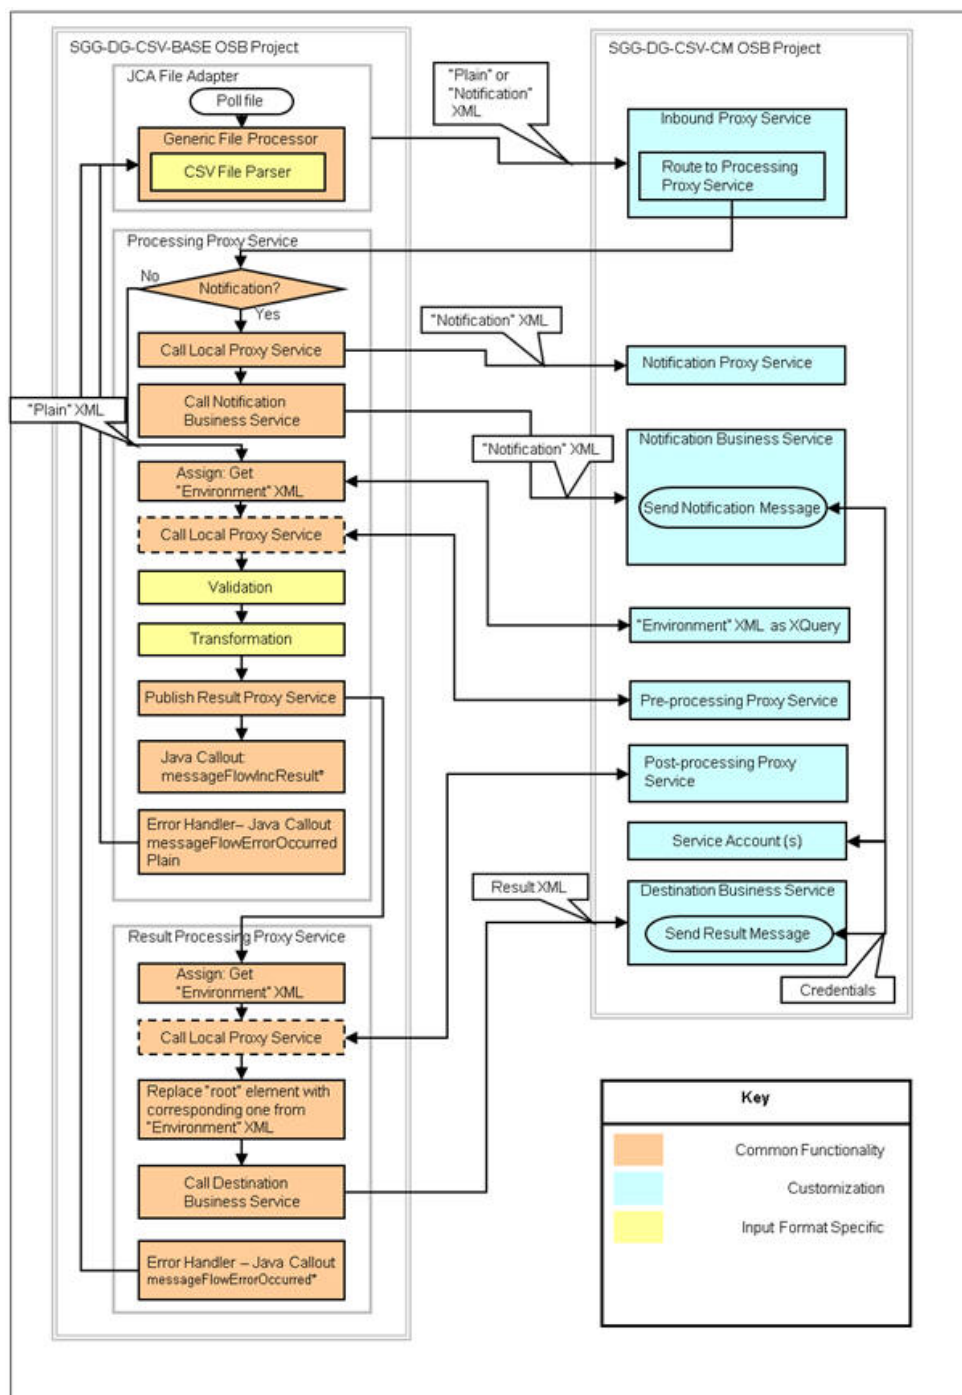 SGG-DG-CSV-BASE OSB Project
JCA File Adapter
Poll file
Generic File Processor
CSV File Parser
"Plain" or
"Notification"
XML
SGG-DG-CSV-CM OSB Project
Inbound Proxy Service
Route to Processing
Proxy Service
Processing Proxy Service
No
Notification?
Yes
Call Local Proxy Service
"Notification" XML
Notification Proxy Service
"Plain" XML
Call Notification
Business Service
"Notification" XML
Notification Business Service
Send Notification Message
Assign: Get
"Environment" XML
Call Local Proxy Service
Validation
Transformation
"Environment" XML as XQuery
Publish Result Proxy Service
Pre-processing Proxy Service
Java Callout:
messageFlowIncResult*
Post-processing Proxy
Service
Error Handler– Java Callout
messageFlowErrorOccurred
Plain
Service Account (s)
Result XML
Destination Business Service
Send Result Message
Credentials
Result Processing Proxy Service
Assign: Get
"Environment" XML
Call Local Proxy Service
Replace "root" element with
corresponding one from
"Environment" XML
Call Destination
Business Service
Error Handler – Java Callout
messageFlowErrorOccurred*
Key
Common Functionality
Customization
Input Format Specific